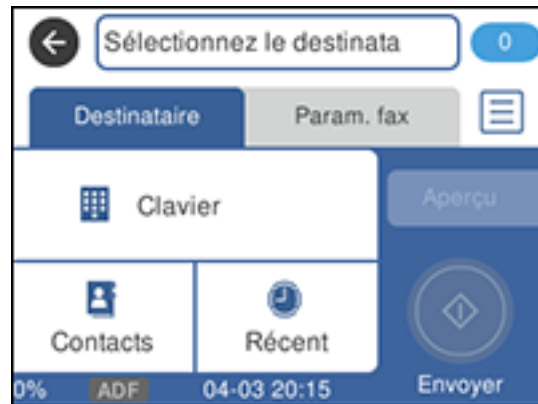 Sélectionnez le destinata
0
Destinataire
Param. fax
Clavier
Aperçu
Contacts
Récent
0%
ADF
04-03 20:15
Envoyer